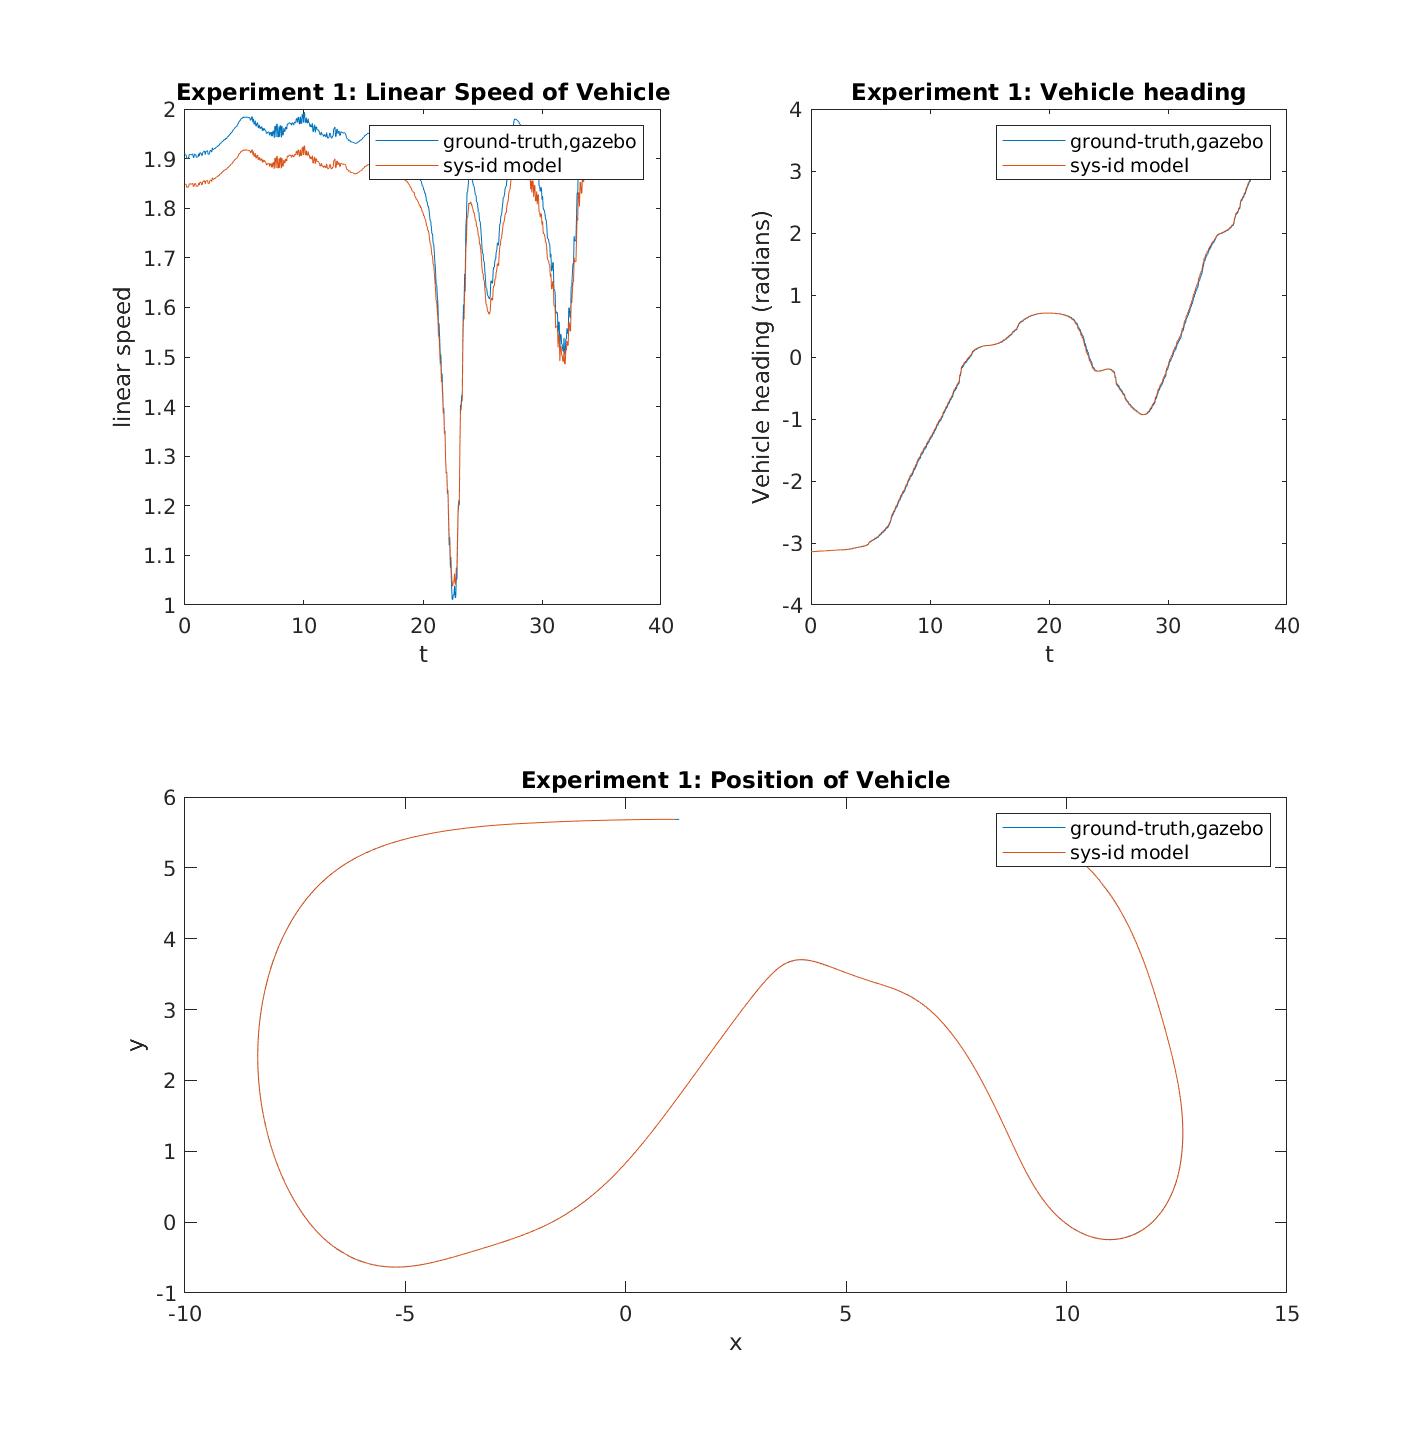 Experiment 1: Linear Speed of Vehicle
2
1.9
1.8
1.7
1.6
1.5
1.4
1.3
1.2
1.1
1
linear speed
ground-truth,gazebo
sys-id model
0 10 20 30 40
t
Experiment 1: Vehicle heading
4
3
2
1
0
-1
-2
-3
-4
Vehicle heading (radians)
ground-truth,gazebo
sys-id model
0 10 20 30 40
t
Experiment 1: Position of Vehicle
6
5
4
3
2
1
0
-1
y
ground-truth,gazebo
sys-id model
-10 -5 0 5 10 15
x